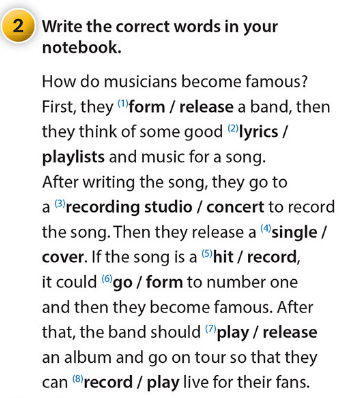 2 Write the correct words in your
notebook.
How do musicians become famous?
First, they (1)form / release a band, then
they think of some good (2)lyrics /
playlists and music for a song.
After writing the song, they go to
a (3)recording studio / concert to record
the song. Then they release a (4)single /
cover. If the song is a (5)hit / record,
it could (6)go / form to number one
and then they become famous. After
that, the band should (7)play / release
an album and go on tour so that they
can (8)record / play live for their fans.